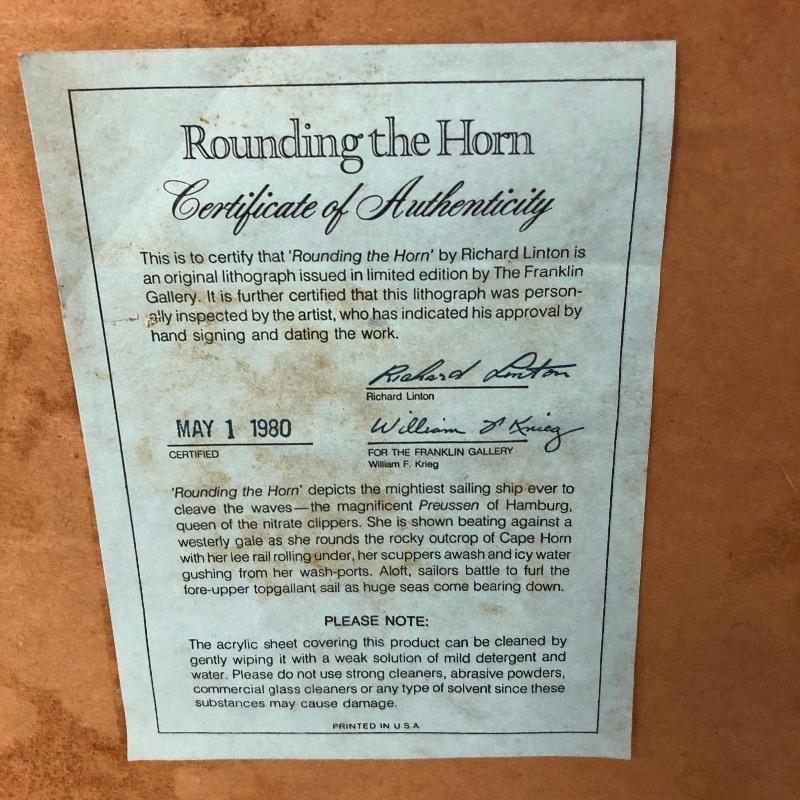 Rounding the Horn
Certificate of Authenticity
This is to certify that 'Rounding the Horn' by Richard Linton is
an original lithograph issued in limited edition by The Franklin
Gallery. It is further certified that this lithograph was person-
ally inspected by the artist, who has indicated his approval by
hand signing and dating the work.
Richard Linton
Richard Linton
MAY 1 1980
CERTIFIED
William F Krieg
FOR THE FRANKLIN GALLERY
William F. Krieg
'Rounding the Horn' depicts the mightiest sailing ship ever to
cleave the waves—the magnificent Preussen of Hamburg,
queen of the nitrate clippers. She is shown beating against a
westerly gale as she rounds the rocky outcrop of Cape Horn
with her lee rail rolling under, her scuppers awash and icy water
gushing from her wash-ports. Aloft, sailors battle to furl the
fore-upper topgallant sail as huge seas come bearing down.
PLEASE NOTE:
The acrylic sheet covering this product can be cleaned by
gently wiping it with a weak solution of mild detergent and
water. Please do not use strong cleaners, abrasive powders,
commercial glass cleaners or any type of solvent since these
substances may cause damage.
PRINTED IN U.S.A.